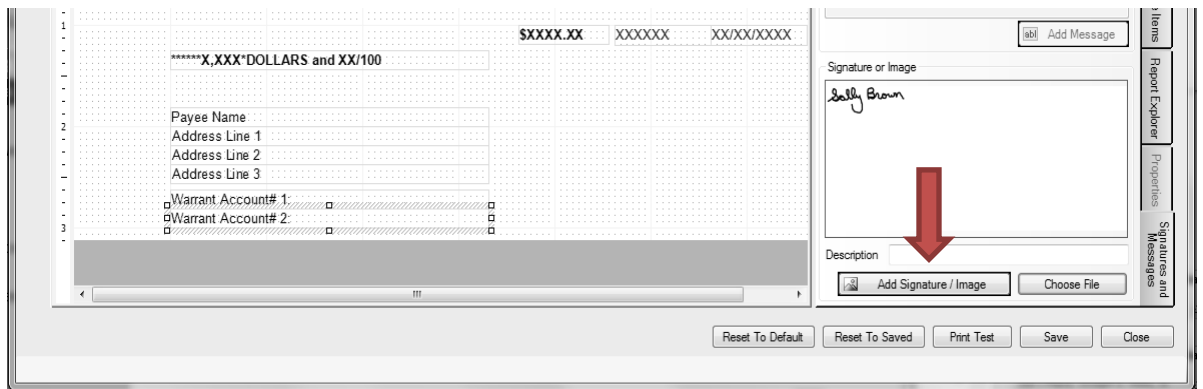 1
$XXXX.XX XXXXXX XX/XX/XXXX
******X,XXX*DOLLARS and XX/100
2
Payee Name
Address Line 1
Address Line 2
Address Line 3
Warrant Account# 1:
Warrant Account# 2:
3
abl Add Message
Signature or Image
Sally Brown
Description
Add Signature / Image Choose File
Items
Report Explorer
Properties
Signatures and Messages
Reset To Default Reset To Saved Print Test Save Close